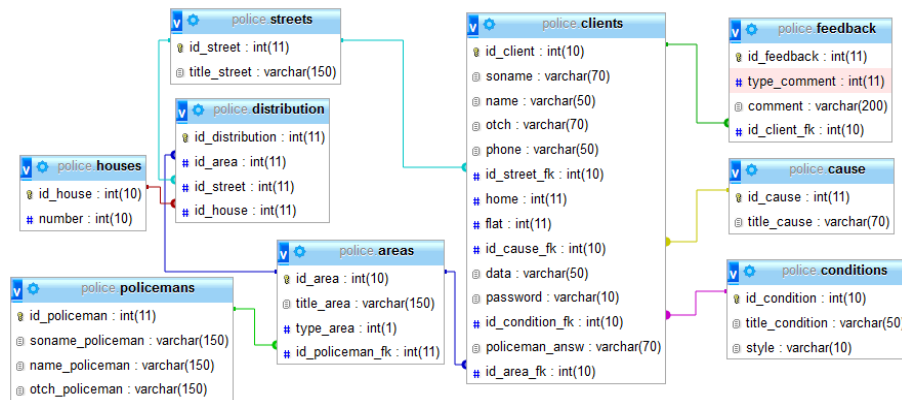 police streets
id_street : int(11)
title_street : varchar(150)
police distribution
id_distribution : int(11)
id_area : int(11)
id_street : int(11)
id_house : int(11)
police houses
id_house : int(10)
number : int(10)
police areas
id_area : int(10)
title_area : varchar(150)
type_area : int(1)
id_policeman_fk : int(11)
police policemans
id_policeman : int(11)
soname_policeman : varchar(150)
name_policeman : varchar(150)
otch_policeman : varchar(150)
police clients
id_client : int(10)
soname : varchar(70)
name : varchar(50)
otch : varchar(70)
phone : varchar(50)
id_street_fk : int(10)
home : int(11)
flat : int(11)
id_cause_fk : int(10)
data : varchar(50)
password : varchar(10)
id_condition_fk : int(10)
policeman_answ : varchar(70)
id_area_fk : int(10)
police feedback
id_feedback : int(11)
type_comment : int(11)
comment : varchar(200)
id_client_fk : int(10)
police cause
id_cause : int(11)
title_cause : varchar(70)
police conditions
id_condition : int(10)
title_condition : varchar(50)
style : varchar(10)